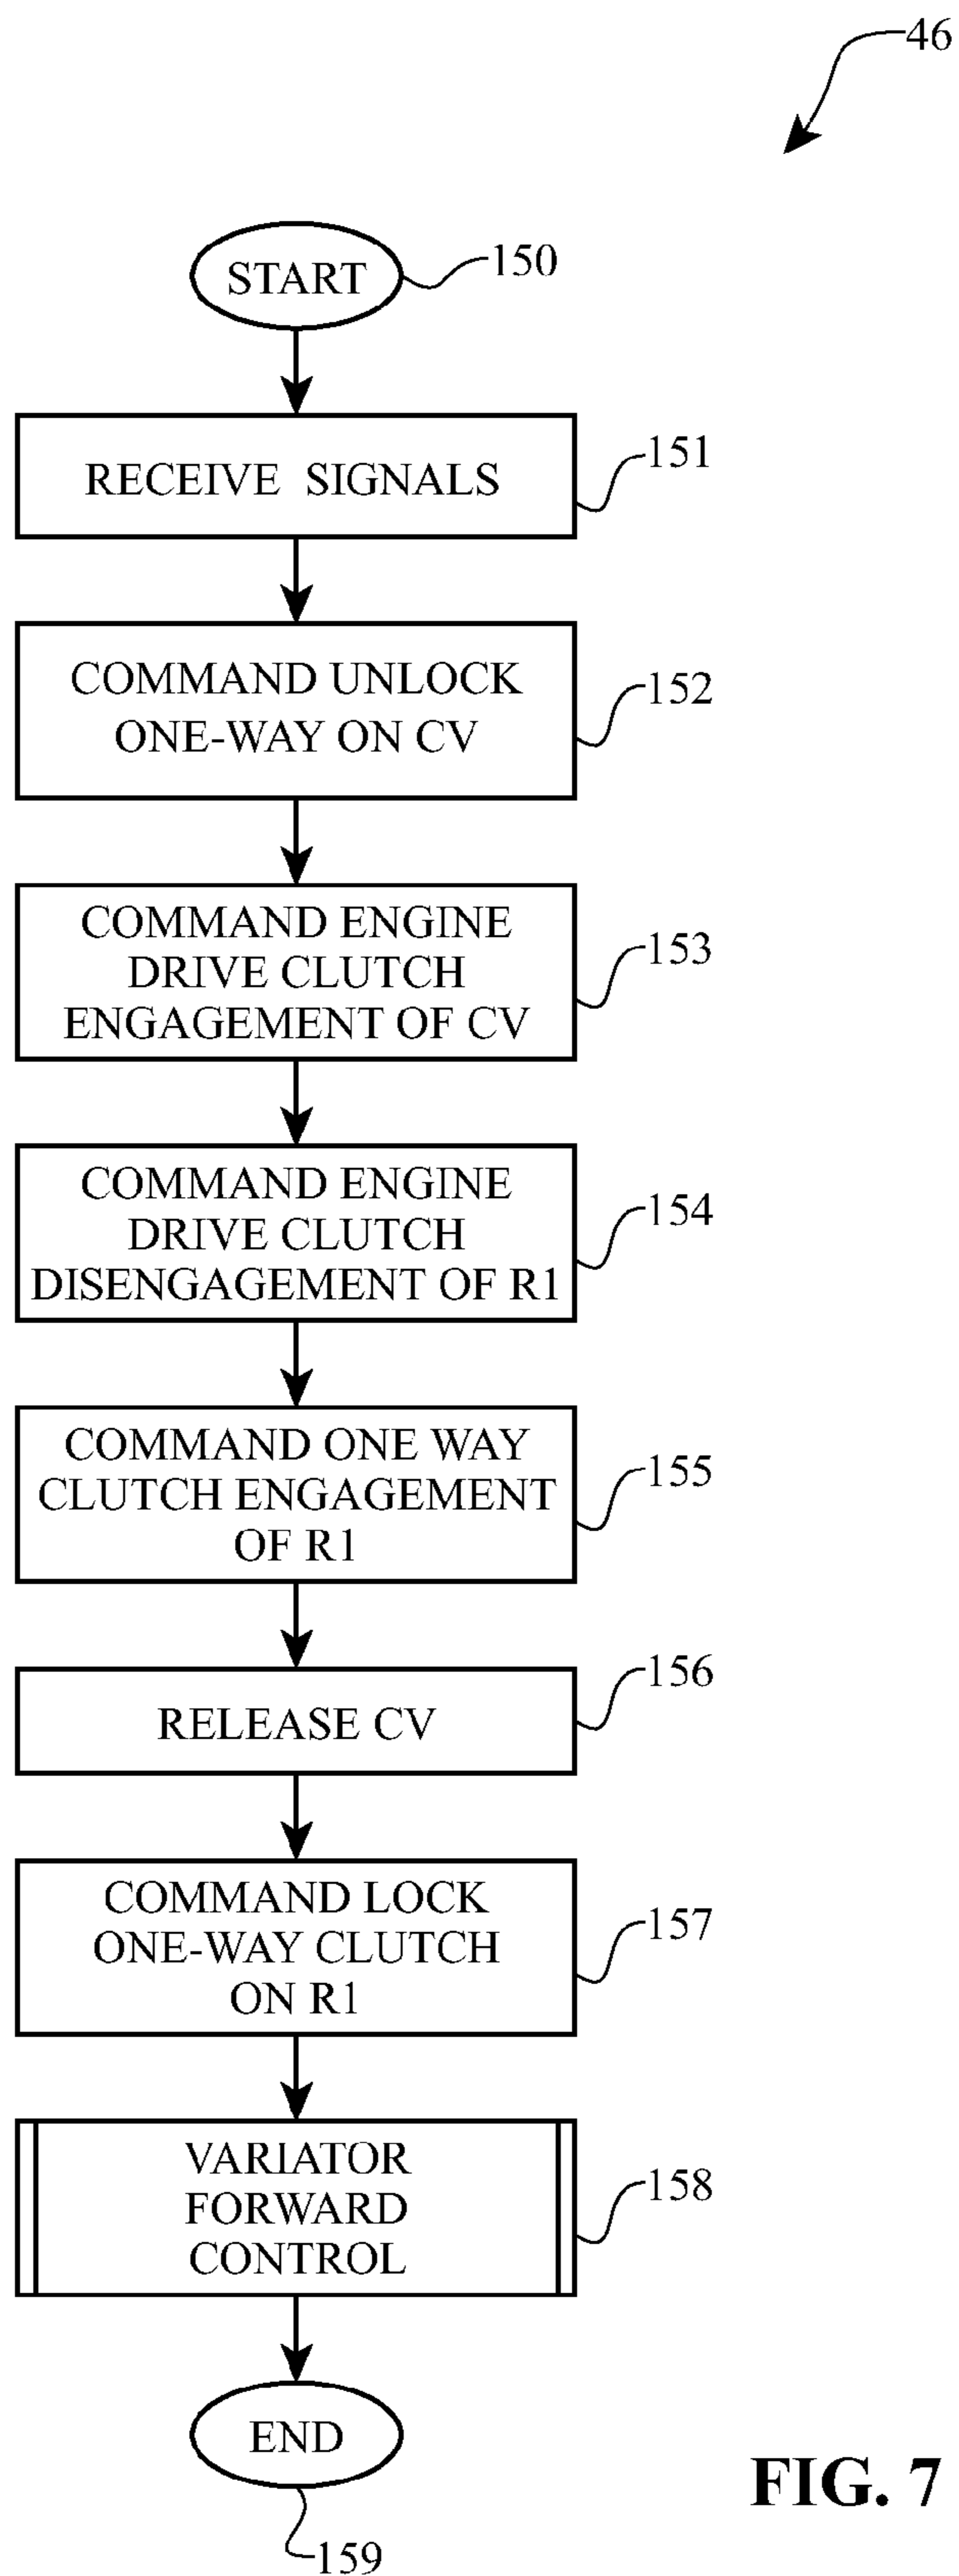 46
START
150
RECEIVE SIGNALS
151
COMMAND UNLOCK
ONE-WAY ON CV
152
COMMAND ENGINE
DRIVE CLUTCH
ENGAGEMENT OF CV
153
COMMAND ENGINE
DRIVE CLUTCH
DISENGAGEMENT OF R1
154
COMMAND ONE WAY
CLUTCH ENGAGEMENT
OF R1
155
RELEASE CV
156
COMMAND LOCK
ONE-WAY CLUTCH
ON R1
157
VARIATOR
FORWARD
CONTROL
158
END
159
FIG. 7